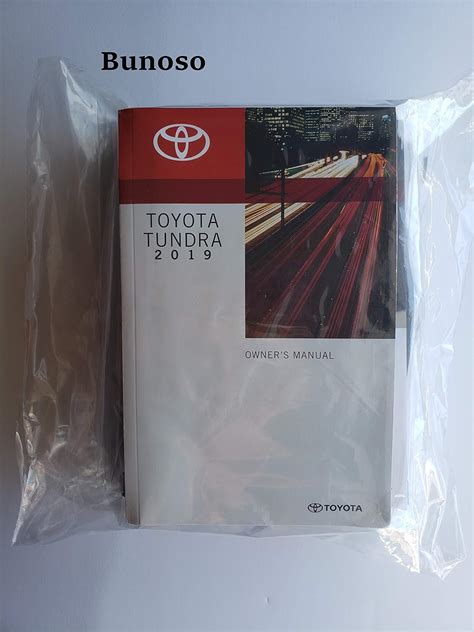 Bunoso
TOYOTA
TUNDRA
2019
OWNER'S MANUAL
TOYOTA